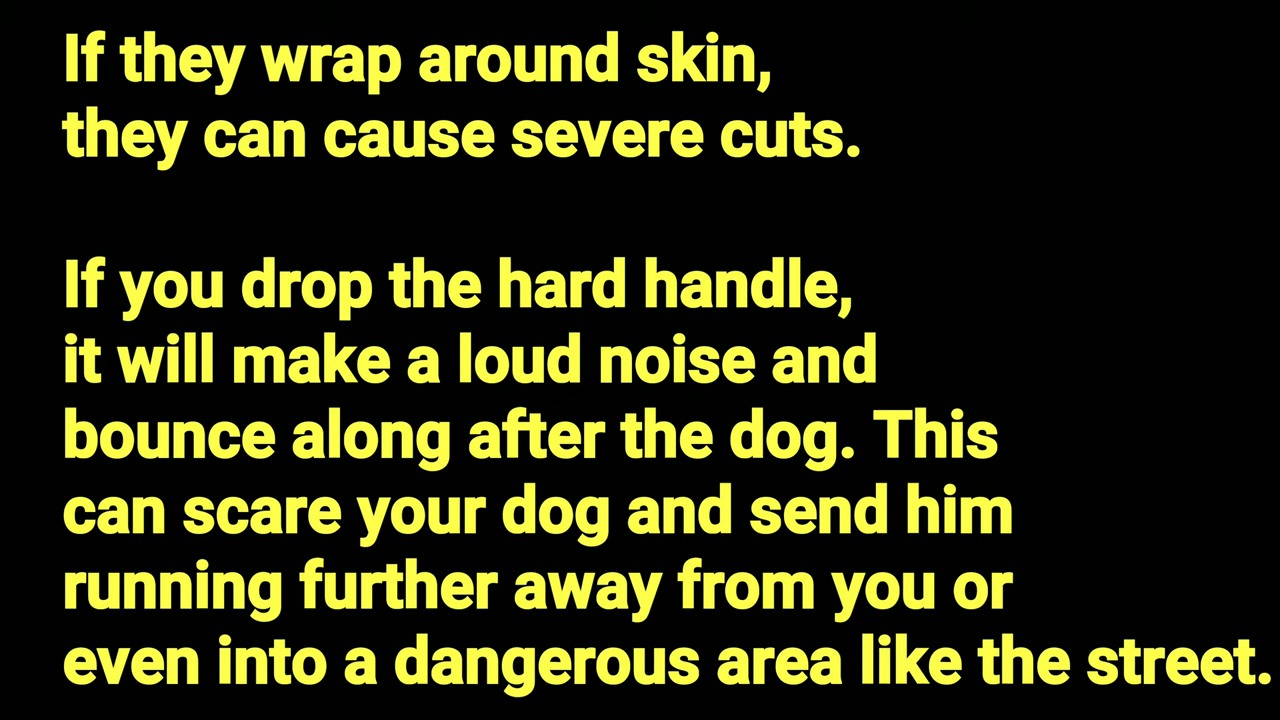 If they wrap around skin,
they can cause severe cuts.
If you drop the hard handle,
it will make a loud noise and
bounce along after the dog. This
can scare your dog and send him
running further away from you or
even into a dangerous area like the street.